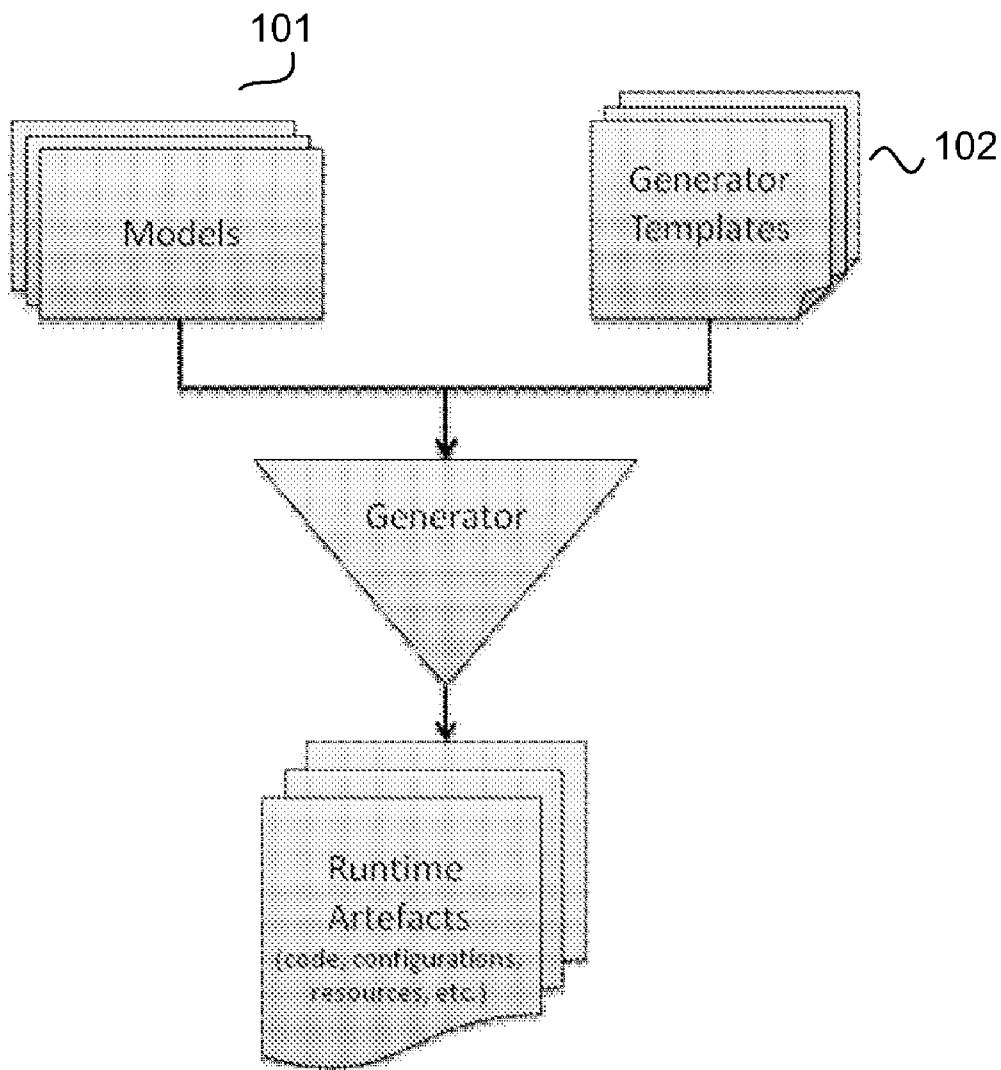 101
102
Models
Generator
Templates
Generator
Runtime
Artefacts
(code, configurations,
resources, etc.)